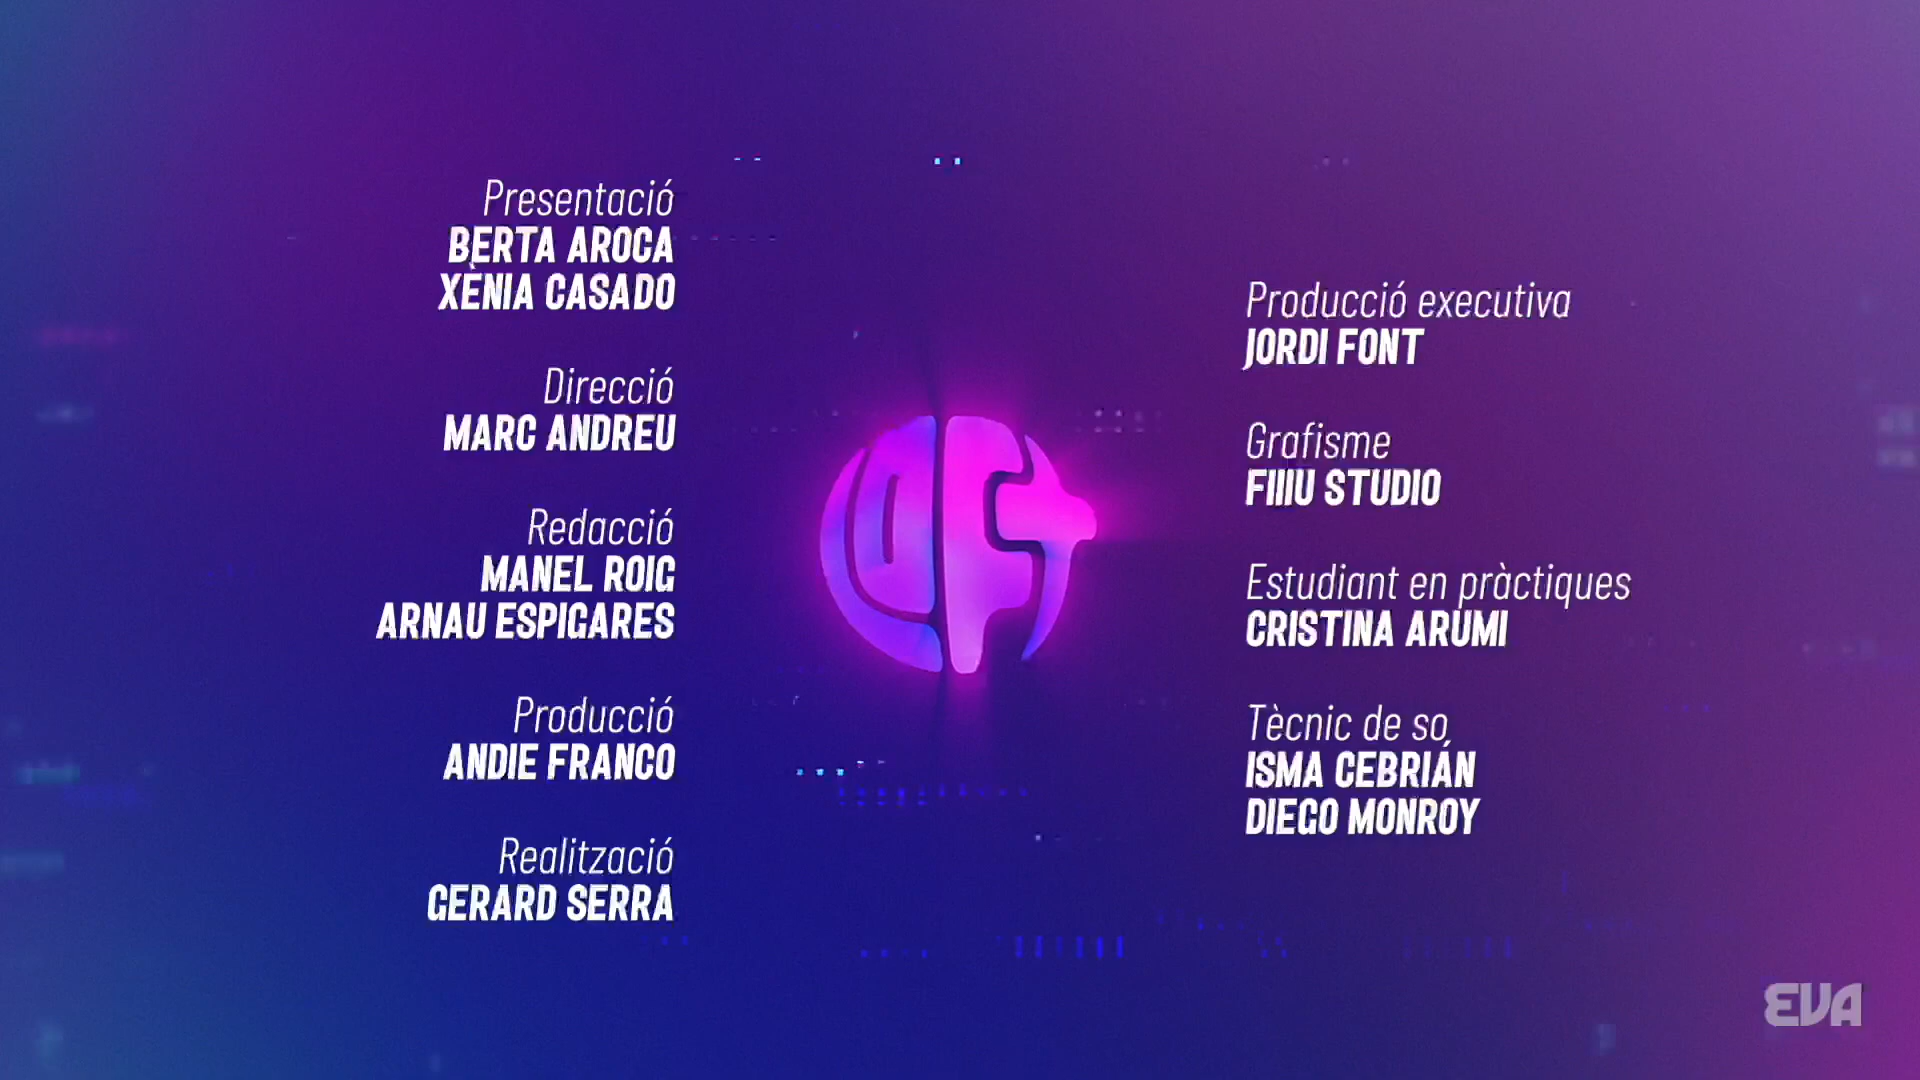 Presentació
BERTA AROCA
XÈNIA CASADO
Direcció
MARC ANDREU
Redacció
MANEL ROIG
ARNAU ESPIGARES
Producció
ANDIE FRANCO
Realització
GERARD SERRA
LOFT
Producció executiva
JORDI FONT
Grafisme
FIIIU STUDIO
Estudiant en pràctiques
CRISTINA ARUMI
Tècnic de so
ISMA CEBRIÁN
DIEGO MONROY
EVA